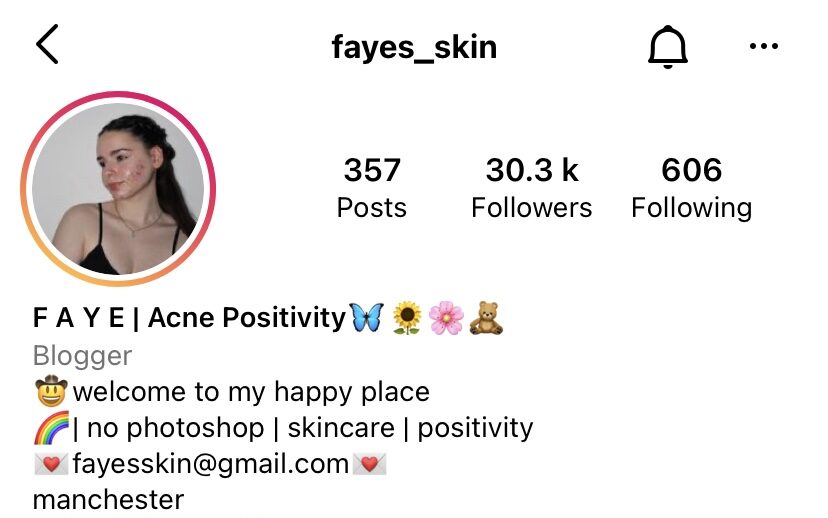 fayes_skin
357 30.3 k 606
Posts Followers Following
F A Y E | Acne Positivity🦋🌻🌸🧸
Blogger
🤠welcome to my happy place
🌈| no photoshop | skincare | positivity
💌fayesskin@gmail.com💌
manchester